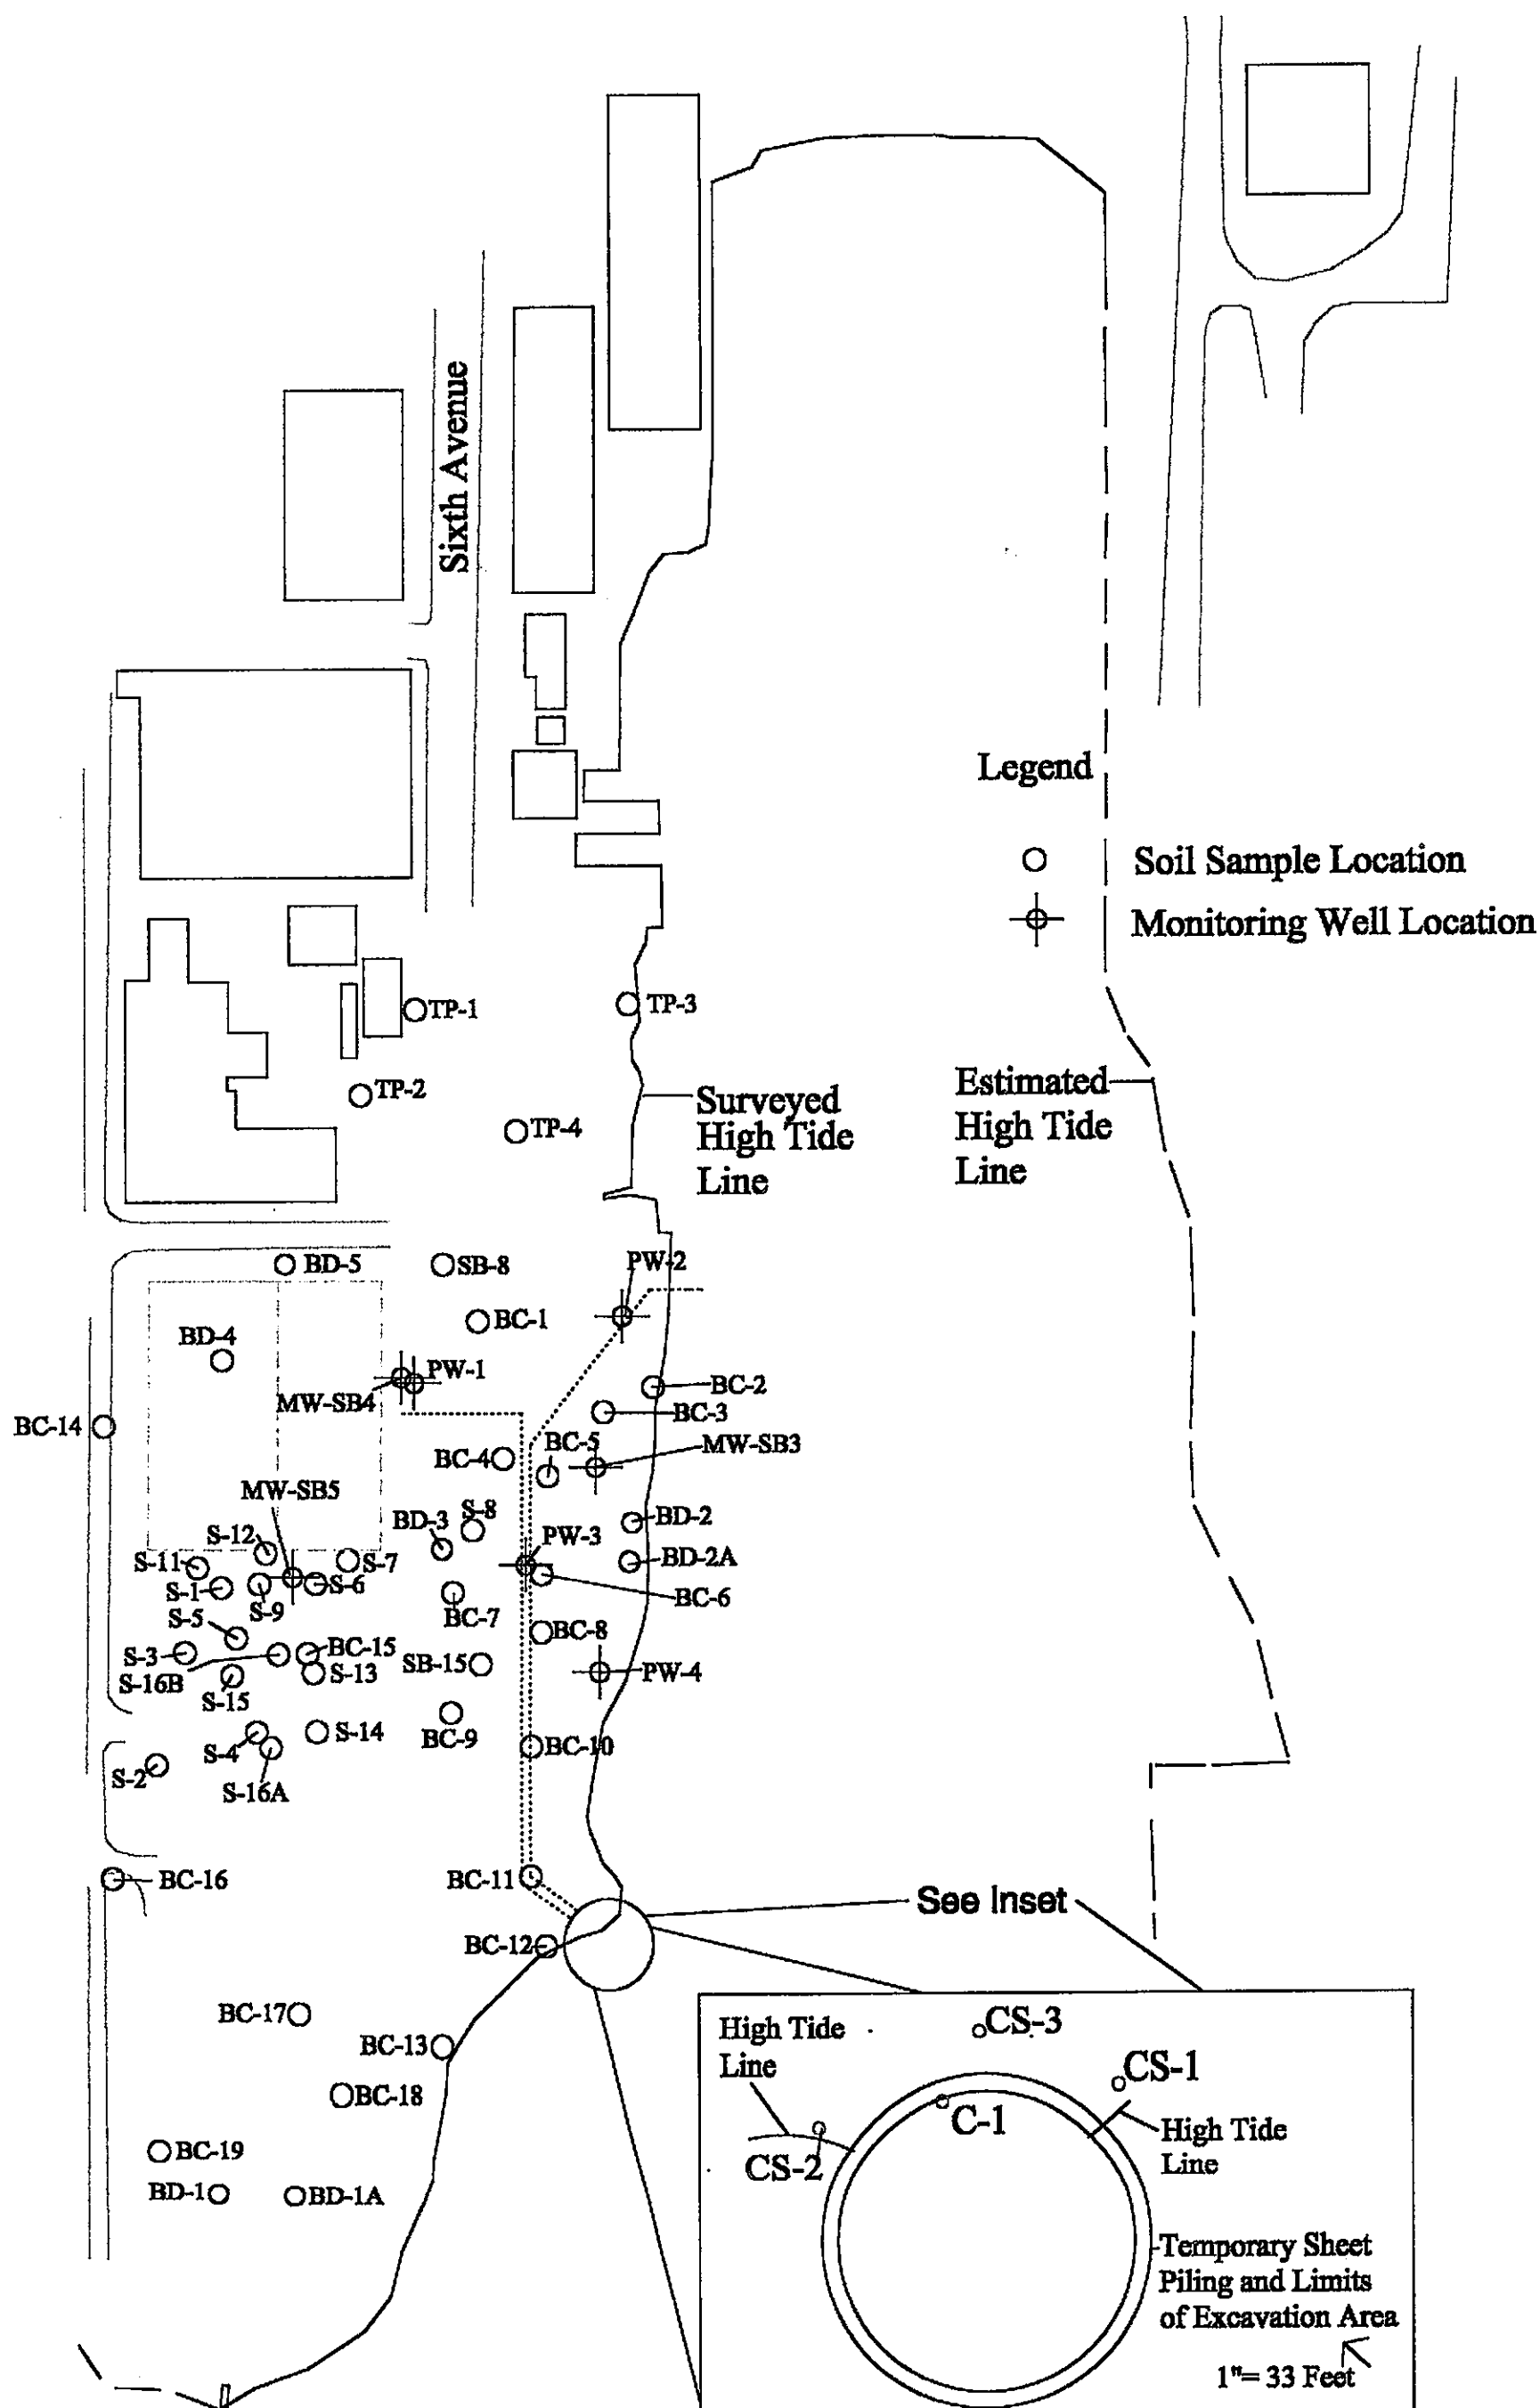 Sixth Avenue
Legend
Soil Sample Location
Monitoring Well Location
TP-1
TP-3
TP-2
TP-4
Surveyed
High Tide
Line
Estimated
High Tide
Line
BD-5
SB-8
PW-2
BC-1
BD-4
PW-1
MW-SB4
BC-2
BC-3
BC-14
BC-5
MW-SB3
BC-4
MW-SB5
S-8
BD-3
BD-2
S-12
PW-3
S-11
S-7
BD-2A
S-1
S-6
S-9
BC-6
S-5
BC-7
BC-8
S-3
BC-15
S-16B
S-13
SB-15
PW-4
S-15
S-14
BC-9
S-4
BC-10
S-2
S-16A
BC-16
BC-11
See Inset
BC-12
BC-17
BC-13
BC-18
BC-19
BD-1
BD-1A
High Tide
Line
CS-3
CS-1
C-1
High Tide
Line
CS-2
Temporary Sheet
Piling and Limits
of Excavation Area
1"= 33 Feet